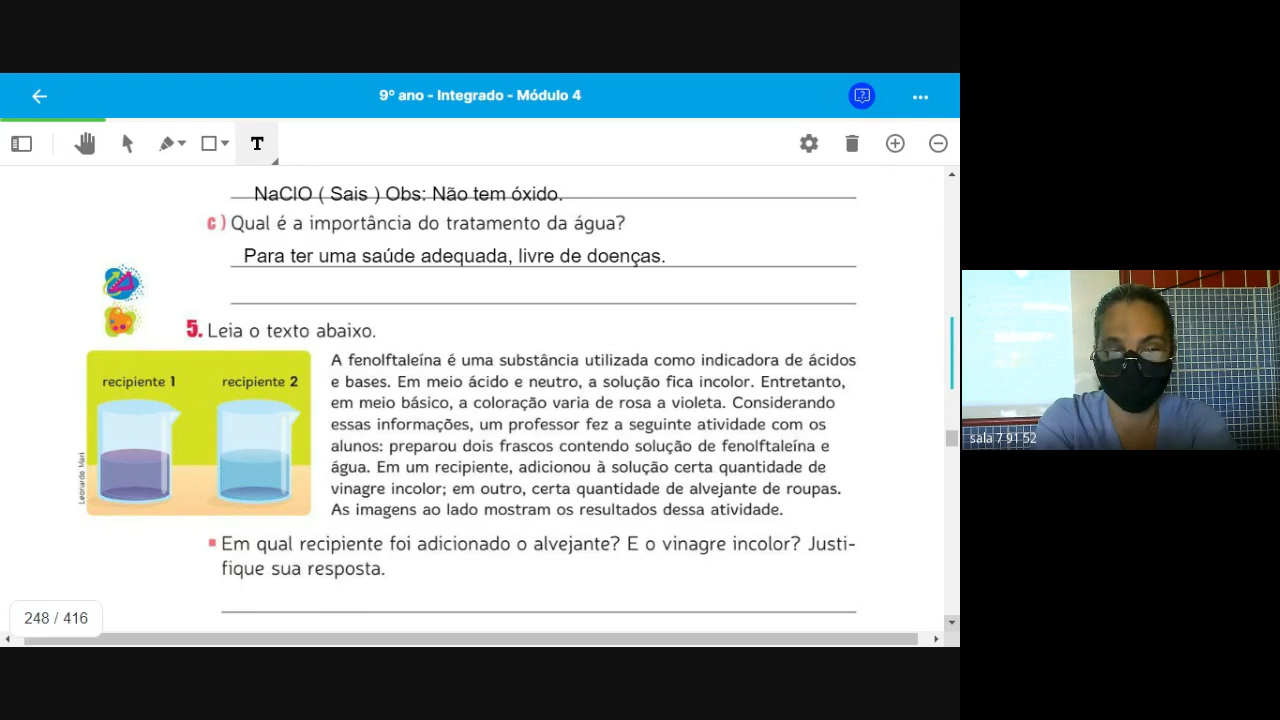 9º ano - Integrado - Módulo 4
T
NaClO ( Sais ) Obs: Não tem óxido.
c) Qual é a importância do tratamento da água?
Para ter uma saúde adequada, livre de doenças.
5. Leia o texto abaixo.
recipiente 1
recipiente 2
Leonardo Mari
A fenolftaleína é uma substância utilizada como indicadora de ácidos
e bases. Em meio ácido e neutro, a solução fica incolor. Entretanto,
em meio básico, a coloração varia de rosa a violeta. Considerando
essas informações, um professor fez a seguinte atividade com os
alunos: preparou dois frascos contendo solução de fenolftaleína e
água. Em um recipiente, adicionou à solução certa quantidade de
vinagre incolor; em outro, certa quantidade de alvejante de roupas.
As imagens ao lado mostram os resultados dessa atividade.
Em qual recipiente foi adicionado o alvejante? E o vinagre incolor? Justi-
fique sua resposta.
248 / 416
sala 7 91 52